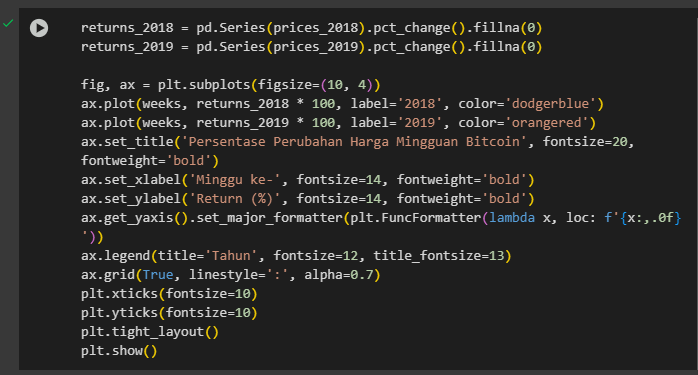 returns_2018 = pd.Series(prices_2018).pct_change().fillna(0)
returns_2019 = pd.Series(prices_2019).pct_change().fillna(0)
fig, ax = plt.subplots(figsize=(10, 4))
ax.plot(weeks, returns_2018 * 100, label='2018', color='dodgerblue')
ax.plot(weeks, returns_2019 * 100, label='2019', color='orangered')
ax.set_title('Persentase Perubahan Harga Mingguan Bitcoin', fontsize=20,
fontweight='bold')
ax.set_xlabel('Minggu ke-', fontsize=14, fontweight='bold')
ax.set_ylabel('Return (%)', fontsize=14, fontweight='bold')
ax.get_yaxis().set_major_formatter(plt.FuncFormatter(lambda x, loc: f'{x:,.0f}
'))
ax.legend(title='Tahun', fontsize=12, title_fontsize=13)
ax.grid(True, linestyle=':', alpha=0.7)
plt.xticks(fontsize=10)
plt.yticks(fontsize=10)
plt.tight_layout()
plt.show()